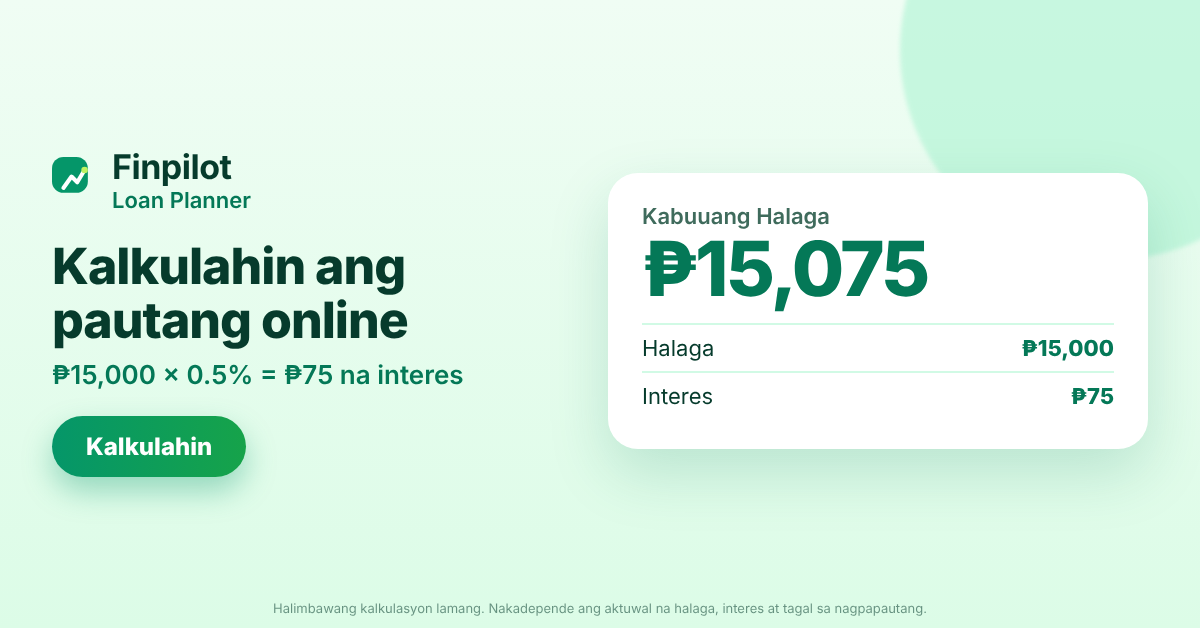 Finpilot
Loan Planner
Kalkulahin ang
pautang online
₱15,000 × 0.5% = ₱75 na interes
Kalkulahin
Kabuuang Halaga
₱15,075
Halaga ₱15,000
Interes ₱75
Halimbawang kalkulasyon lamang. Nakadepende ang aktuwal na halaga, interes at tagal sa nagpapautang.